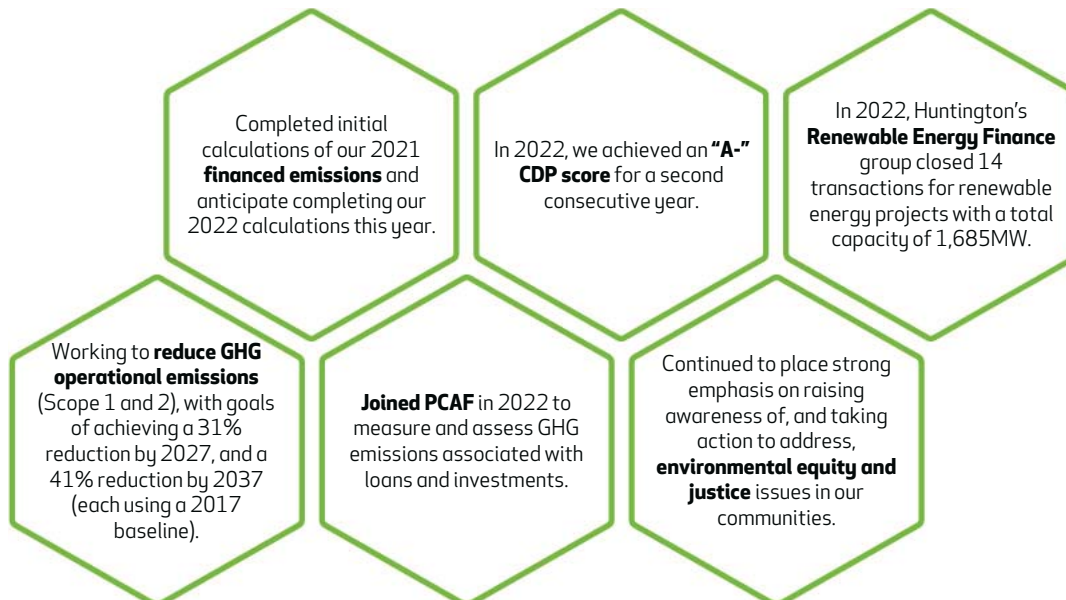 Completed initial
calculations of our 2021
financed emissions and
anticipate completing our
2022 calculations this year.
In 2022, we achieved an “A-”
CDP score for a second
consecutive year.
In 2022, Huntington’s
Renewable Energy Finance
group closed 14
transactions for renewable
energy projects with a total
capacity of 1,685MW.
Working to reduce GHG
operational emissions
(Scope 1 and 2), with goals
of achieving a 31%
reduction by 2027, and a
41% reduction by 2037
(each using a 2017
baseline).
Joined PCAF in 2022 to
measure and assess GHG
emissions associated with
loans and investments.
Continued to place strong
emphasis on raising
awareness of, and taking
action to address,
environmental equity and
justice issues in our
communities.